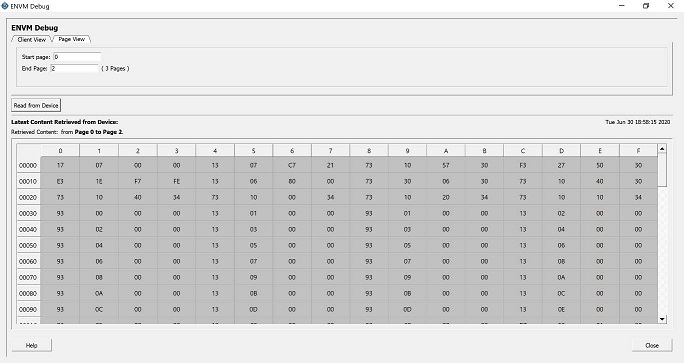 ENVM Debug
ENVM Debug
Client View Page View
Start page: 0
End Page: 2 ( 3 Pages )
Read from Device
Latest Content Retrieved from Device: Tue Jun 30 18:58:15 2020
Retrieved Content: from Page 0 to Page 2.
0 1 2 3 4 5 6 7 8 9 A B C D E F
00000 17 07 00 00 13 07 C7 21 73 10 57 30 F3 27 50 30
00010 E3 1E F7 FE 13 06 80 00 73 30 06 30 73 10 40 30
00020 73 10 40 34 73 10 00 34 73 10 20 34 73 10 10 34
00030 93 00 00 00 13 01 00 00 93 01 00 00 13 02 00 00
00040 93 02 00 00 13 03 00 00 93 03 00 00 13 04 00 00
00050 93 04 00 00 13 05 00 00 93 05 00 00 13 06 00 00
00060 93 06 00 00 13 07 00 00 93 07 00 00 13 08 00 00
00070 93 08 00 00 13 09 00 00 93 09 00 00 13 0A 00 00
00080 93 0A 00 00 13 0B 00 00 93 0B 00 00 13 0C 00 00
00090 93 0C 00 00 13 0D 00 00 93 0D 00 00 13 0E 00 00
Help Close